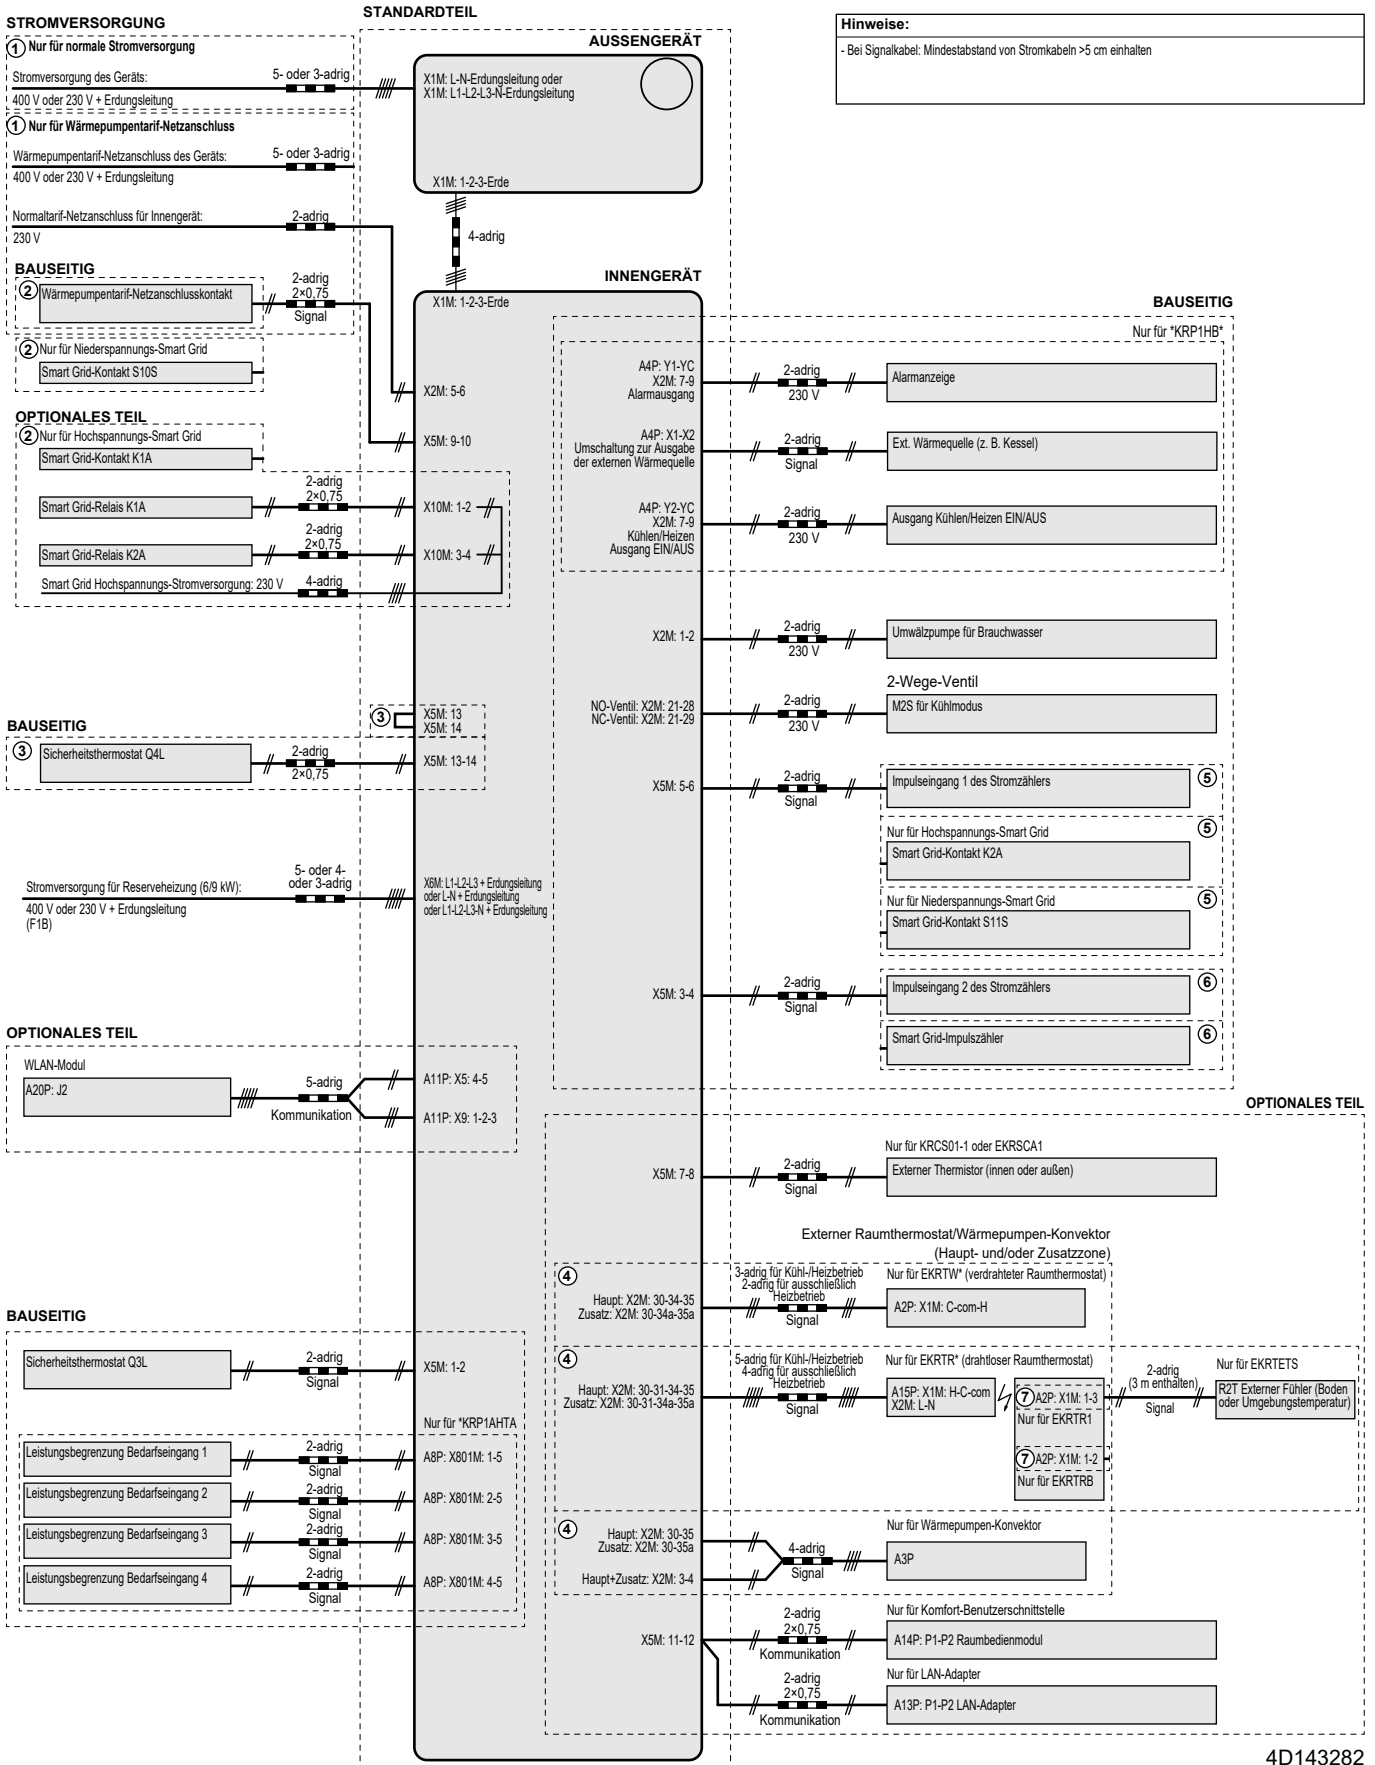 STROMVERSORGUNG
① Nur für normale Stromversorgung
Stromversorgung des Geräts:
5- oder 3-adrig
400 V oder 230 V + Erdungsleitung
① Nur für Wärmepumpentarif-Netzanschluss
Wärmepumpentarif-Netzanschluss des Geräts:
5- oder 3-adrig
400 V oder 230 V + Erdungsleitung
Normaltarif-Netzanschluss für Innengerät:
2-adrig
230 V
BAUSEITIG
② Wärmepumpentarif-Netzanschlusskontakt
2-adrig
2×0,75
Signal
② Nur für Niederspannungs-Smart Grid
Smart Grid-Kontakt S10S
OPTIONALES TEIL
② Nur für Hochspannungs-Smart Grid
Smart Grid-Kontakt K1A
2-adrig
2×0,75
Smart Grid-Relais K1A
2-adrig
2×0,75
Smart Grid-Relais K2A
Smart Grid Hochspannungs-Stromversorgung: 230 V
4-adrig
BAUSEITIG
③ Sicherheitsthermostat Q4L
2-adrig
2×0,75
Stromversorgung für Reserveheizung (6/9 kW):
5- oder 4-
oder 3-adrig
400 V oder 230 V + Erdungsleitung
(F1B)
OPTIONALES TEIL
WLAN-Modul
A20P: J2
5-adrig
Kommunikation
BAUSEITIG
Sicherheitsthermostat Q3L
2-adrig
Signal
Leistungsbegrenzung Bedarfseingang 1
2-adrig
Signal
Leistungsbegrenzung Bedarfseingang 2
2-adrig
Signal
Leistungsbegrenzung Bedarfseingang 3
2-adrig
Signal
Leistungsbegrenzung Bedarfseingang 4
2-adrig
Signal
STANDARDTEIL
AUSSENGERÄT
X1M: L-N-Erdungsleitung oder
X1M: L1-L2-L3-N-Erdungsleitung
X1M: 1-2-3-Erde
4-adrig
INNENGERÄT
X1M: 1-2-3-Erde
X2M: 5-6
X5M: 9-10
X10M: 1-2
X10M: 3-4
③
X5M: 13
X5M: 14
X5M: 13-14
X6M: L1-L2-L3 + Erdungsleitung
oder L-N + Erdungsleitung
oder L1-L2-L3-N + Erdungsleitung
A11P: X5: 4-5
A11P: X9: 1-2-3
X5M: 1-2
Nur für *KRP1AHTA
A8P: X801M: 1-5
A8P: X801M: 2-5
A8P: X801M: 3-5
A8P: X801M: 4-5
Hinweise:
- Bei Signalkabel: Mindestabstand von Stromkabeln >5 cm einhalten
BAUSEITIG
Nur für *KRP1HB*
A4P: Y1-YC
X2M: 7-9
Alarmausgang
2-adrig
230 V
Alarmanzeige
A4P: X1-X2
Umschaltung zur Ausgabe
der externen Wärmequelle
2-adrig
Signal
Ext. Wärmequelle (z. B. Kessel)
A4P: Y2-YC
X2M: 7-9
Kühlen/Heizen
Ausgang EIN/AUS
2-adrig
230 V
Ausgang Kühlen/Heizen EIN/AUS
X2M: 1-2
2-adrig
230 V
Umwälzpumpe für Brauchwasser
2-Wege-Ventil
NO-Ventil: X2M: 21-28
NC-Ventil: X2M: 21-29
2-adrig
230 V
M2S für Kühlmodus
X5M: 5-6
2-adrig
Signal
Impulseingang 1 des Stromzählers ⑤
Nur für Hochspannungs-Smart Grid ⑤
Smart Grid-Kontakt K2A
Nur für Niederspannungs-Smart Grid ⑤
Smart Grid-Kontakt S11S
X5M: 3-4
2-adrig
Signal
Impulseingang 2 des Stromzählers ⑥
Smart Grid-Impulszähler ⑥
OPTIONALES TEIL
Nur für KRCS01-1 oder EKRSCA1
X5M: 7-8
2-adrig
Signal
Externer Thermistor (innen oder außen)
Externer Raumthermostat/Wärmepumpen-Konvektor
(Haupt- und/oder Zusatzzone)
④
Haupt: X2M: 30-34-35
Zusatz: X2M: 30-34a-35a
3-adrig für Kühl-/Heizbetrieb
2-adrig für ausschließlich
Heizbetrieb
Signal
Nur für EKRTW* (verdrahteter Raumthermostat)
A2P: X1M: C-com-H
④
Haupt: X2M: 30-31-34-35
Zusatz: X2M: 30-31-34a-35a
5-adrig für Kühl-/Heizbetrieb
4-adrig für ausschließlich
Heizbetrieb
Signal
Nur für EKRTR* (drahtloser Raumthermostat)
A15P: X1M: H-C-com
X2M: L-N
⑦ A2P: X1M: 1-3
Nur für EKRTR1
⑦ A2P: X1M: 1-2
Nur für EKRTRB
2-adrig
(3 m enthalten)
Signal
Nur für EKRTETS
R2T Externer Fühler (Boden
oder Umgebungstemperatur)
④
Haupt: X2M: 30-35
Zusatz: X2M: 30-35a
Haupt+Zusatz: X2M: 3-4
4-adrig
Signal
Nur für Wärmepumpen-Konvektor
A3P
X5M: 11-12
2-adrig
2×0,75
Kommunikation
Nur für Komfort-Benutzerschnittstelle
A14P: P1-P2 Raumbedienmodul
2-adrig
2×0,75
Kommunikation
Nur für LAN-Adapter
A13P: P1-P2 LAN-Adapter
4D143282